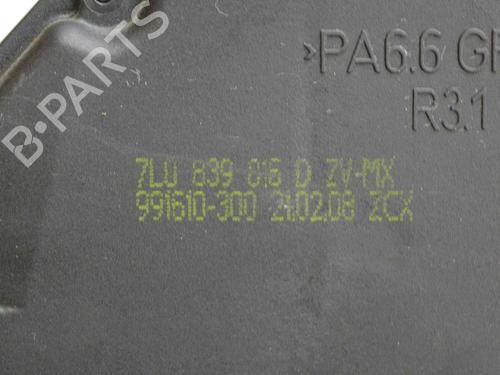 >PA6.6 GF
R3.1
B-PARTS
7L0 839 016 D ZV-MX
991610-300 21.02.08 ZCX